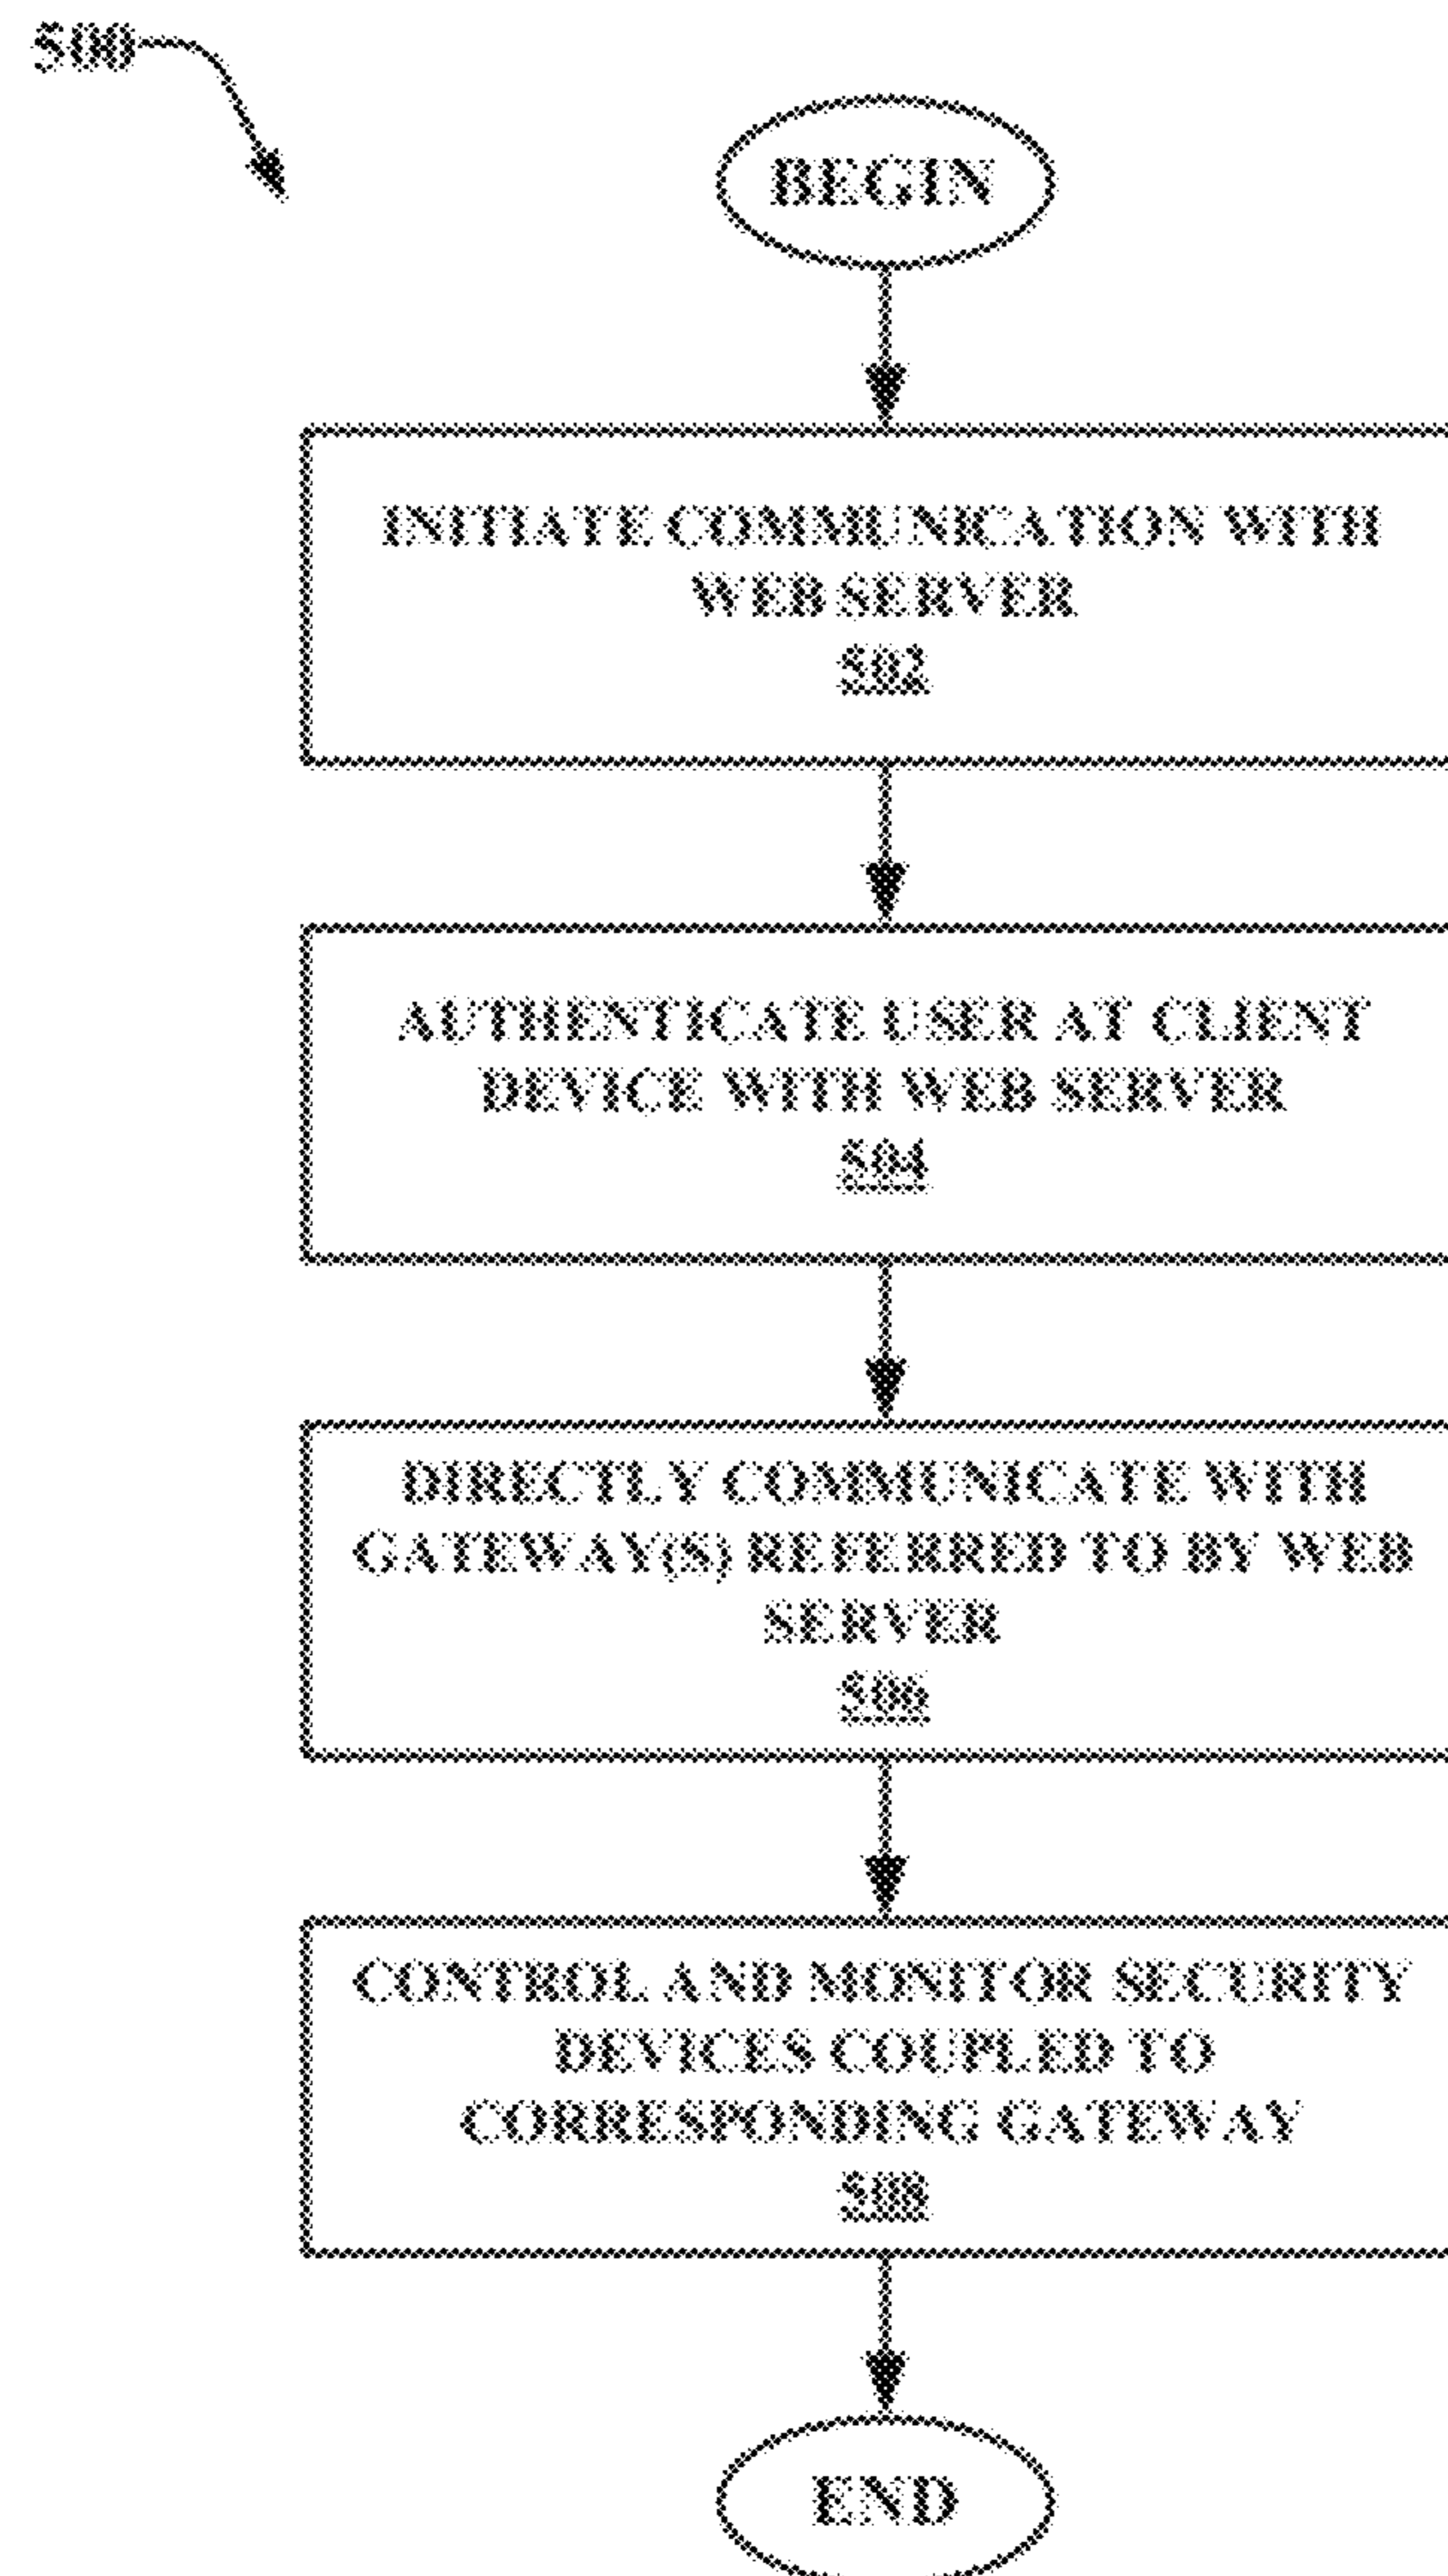 500
BEGIN
INITIATE COMMUNICATION WITH
WEB SERVER
502
AUTHENTICATE USER AT CLIENT
DEVICE WITH WEB SERVER
504
DIRECTLY COMMUNICATE WITH
GATEWAY(S) REFERRED TO BY WEB
SERVER
506
CONTROL AND MONITOR SECURITY
DEVICES COUPLED TO
CORRESPONDING GATEWAY
508
END